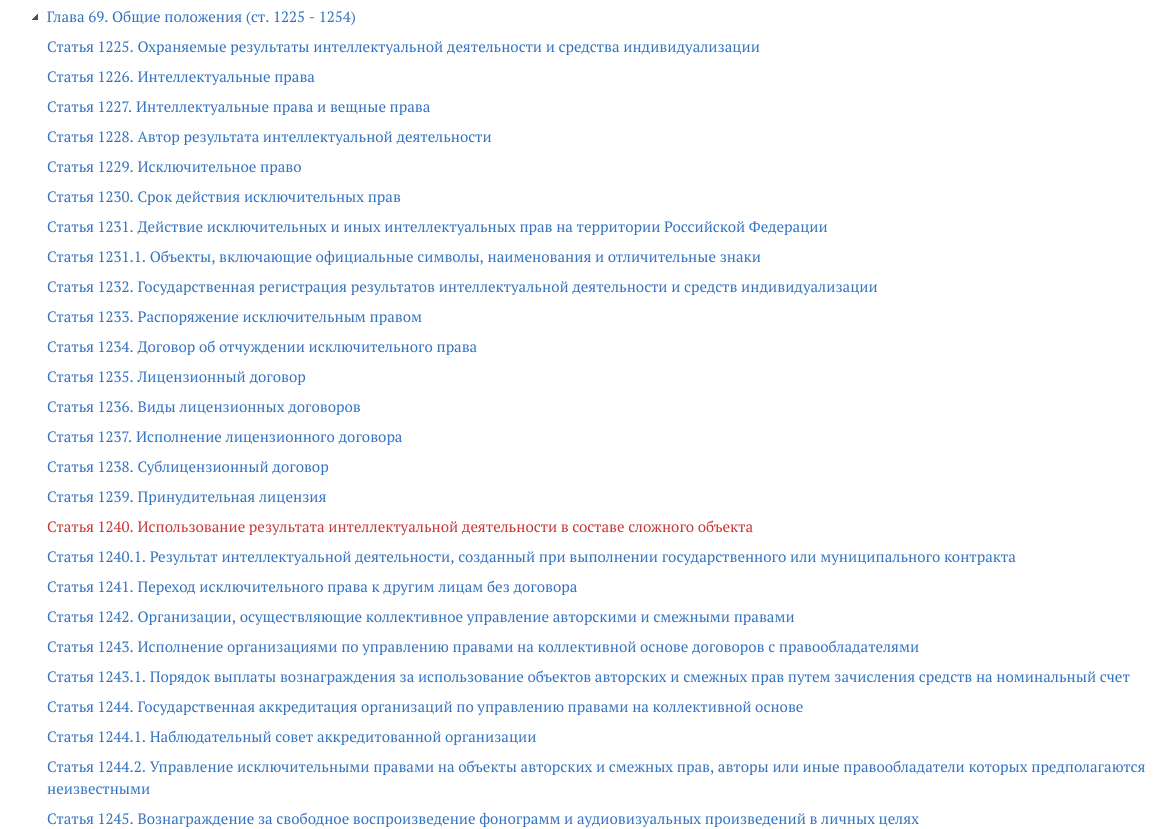 Глава 69. Общие положения (ст. 1225 - 1254)
Статья 1225. Охраняемые результаты интеллектуальной деятельности и средства индивидуализации
Статья 1226. Интеллектуальные права
Статья 1227. Интеллектуальные права и вещные права
Статья 1228. Автор результата интеллектуальной деятельности
Статья 1229. Исключительное право
Статья 1230. Срок действия исключительных прав
Статья 1231. Действие исключительных и иных интеллектуальных прав на территории Российской Федерации
Статья 1231.1. Объекты, включающие официальные символы, наименования и отличительные знаки
Статья 1232. Государственная регистрация результатов интеллектуальной деятельности и средств индивидуализации
Статья 1233. Распоряжение исключительным правом
Статья 1234. Договор об отчуждении исключительного права
Статья 1235. Лицензионный договор
Статья 1236. Виды лицензионных договоров
Статья 1237. Исполнение лицензионного договора
Статья 1238. Сублицензионный договор
Статья 1239. Принудительная лицензия
Статья 1240. Использование результата интеллектуальной деятельности в составе сложного объекта
Статья 1240.1. Результат интеллектуальной деятельности, созданный при выполнении государственного или муниципального контракта
Статья 1241. Переход исключительного права к другим лицам без договора
Статья 1242. Организации, осуществляющие коллективное управление авторскими и смежными правами
Статья 1243. Исполнение организациями по управлению правами на коллективной основе договоров с правообладателями
Статья 1243.1. Порядок выплаты вознаграждения за использование объектов авторских и смежных прав путем зачисления средств на номинальный счет
Статья 1244. Государственная аккредитация организаций по управлению правами на коллективной основе
Статья 1244.1. Наблюдательный совет аккредитованной организации
Статья 1244.2. Управление исключительными правами на объекты авторских и смежных прав, авторы или иные правообладатели которых предполагаются
неизвестными
Статья 1245. Вознаграждение за свободное воспроизведение фонограмм и аудиовизуальных произведений в личных целях